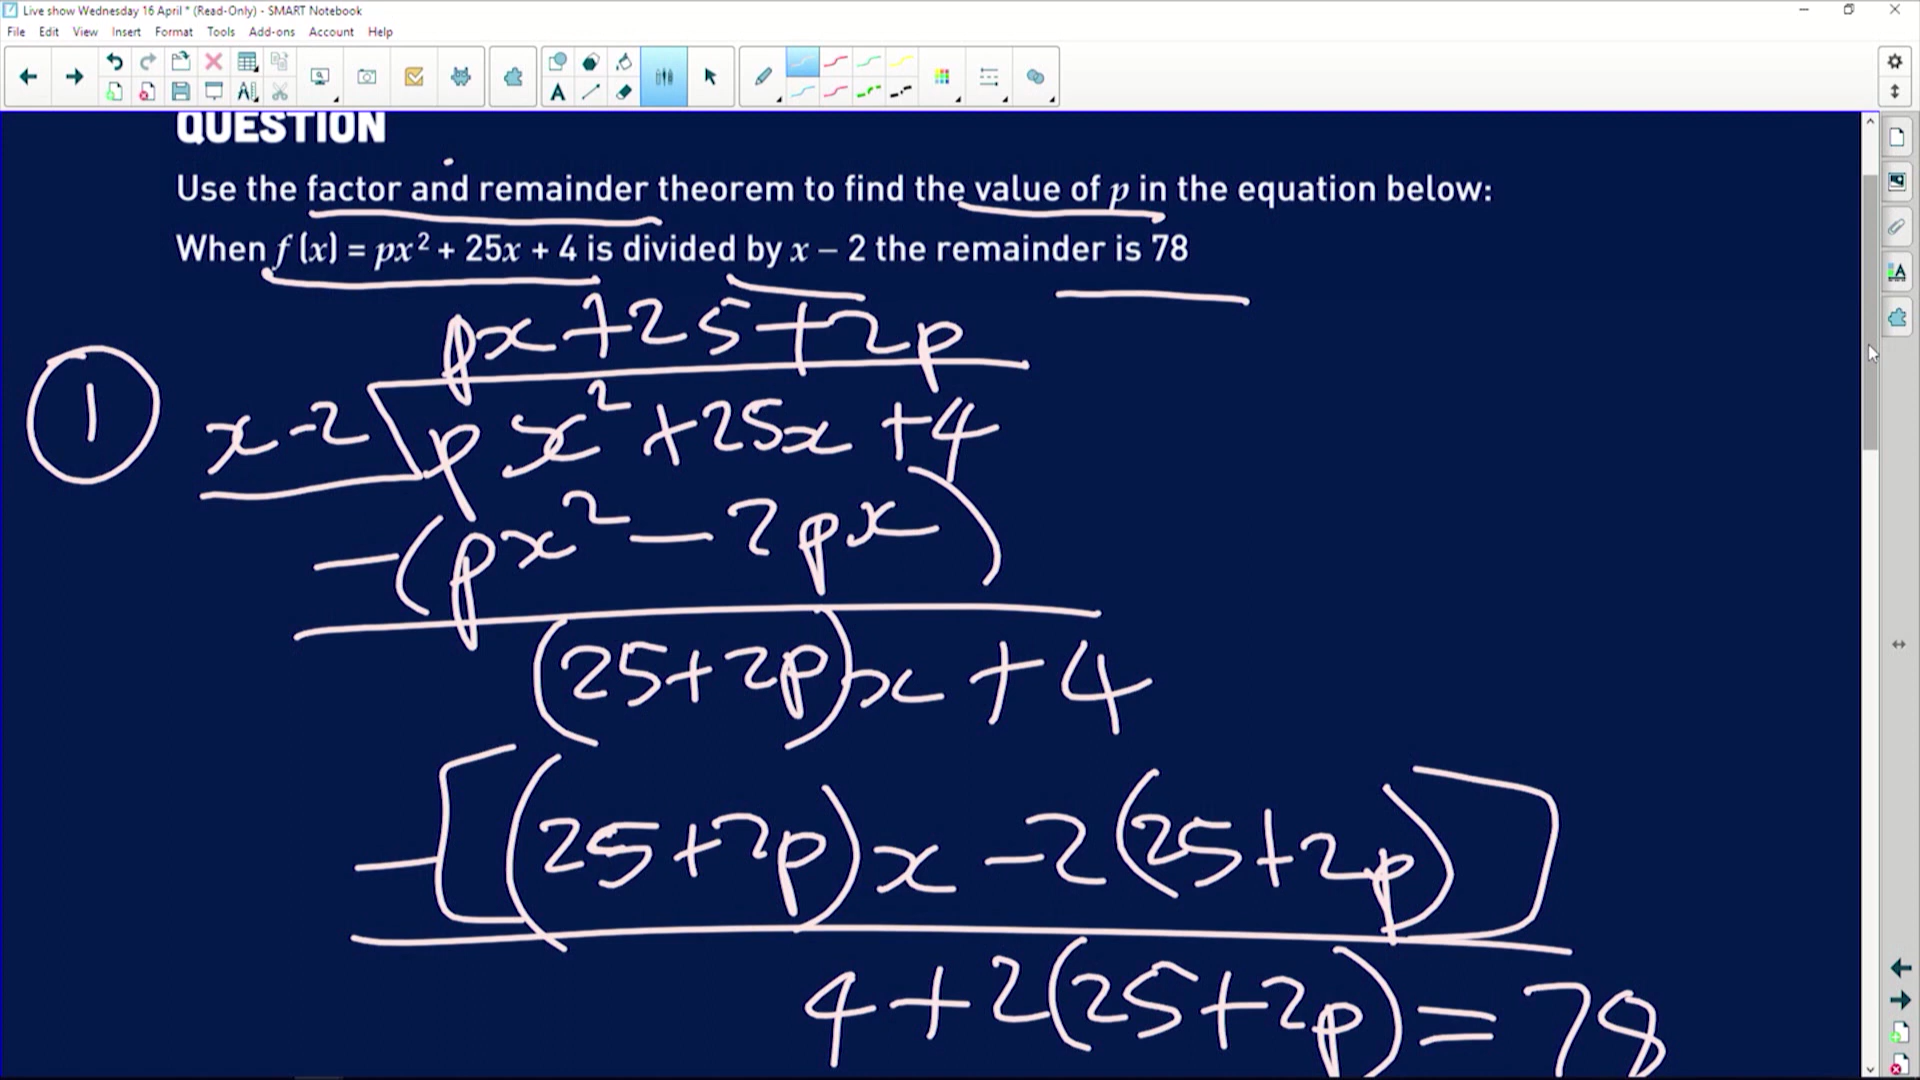 Live show Wednesday 16 April * (Read-Only) - SMART Notebook
File Edit View Insert Format Tools Add-ons Account Help
QUESTION
Use the factor and remainder theorem to find the value of p in the equation below:
When f (x) = px² + 25x + 4 is divided by x – 2 the remainder is 78
px + 25 + 2p
1
x - 2 px² + 25x + 4
- (px² - 2px)
(25 + 2p)x + 4
- [(25 + 2p)x - 2(25 + 2p)]
4 + 2(25 + 2p) = 78